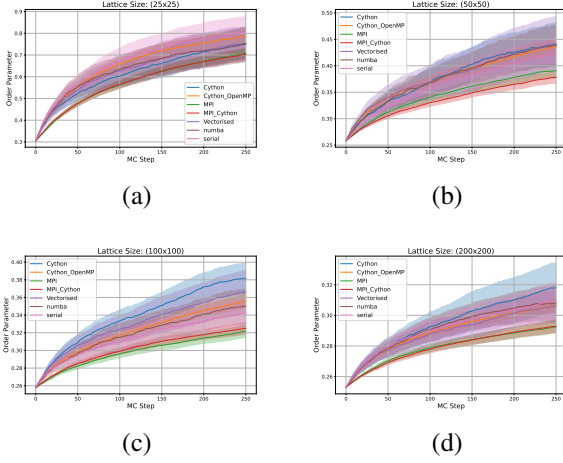 Lattice Size: (25x25)
Order Parameter
0.9
0.8
0.7
0.6
0.5
0.4
0.3
0
50
100
150
200
250
MC Step
Cython
Cython_OpenMP
MPI
MPI_Cython
Vectorised
numba
serial
(a)
Lattice Size: (50x50)
Order Parameter
0.50
0.45
0.40
0.35
0.30
0.25
0
50
100
150
200
250
MC Step
Cython
Cython_OpenMP
MPI
MPI_Cython
Vectorised
numba
serial
(b)
Lattice Size: (100x100)
Order Parameter
0.40
0.38
0.36
0.34
0.32
0.30
0.28
0.26
0
50
100
150
200
250
MC Step
Cython
Cython_OpenMP
MPI
MPI_Cython
Vectorised
numba
serial
(c)
Lattice Size: (200x200)
Order Parameter
0.32
0.30
0.28
0.26
0
50
100
150
200
250
MC Step
Cython
Cython_OpenMP
MPI
MPI_Cython
Vectorised
numba
serial
(d)